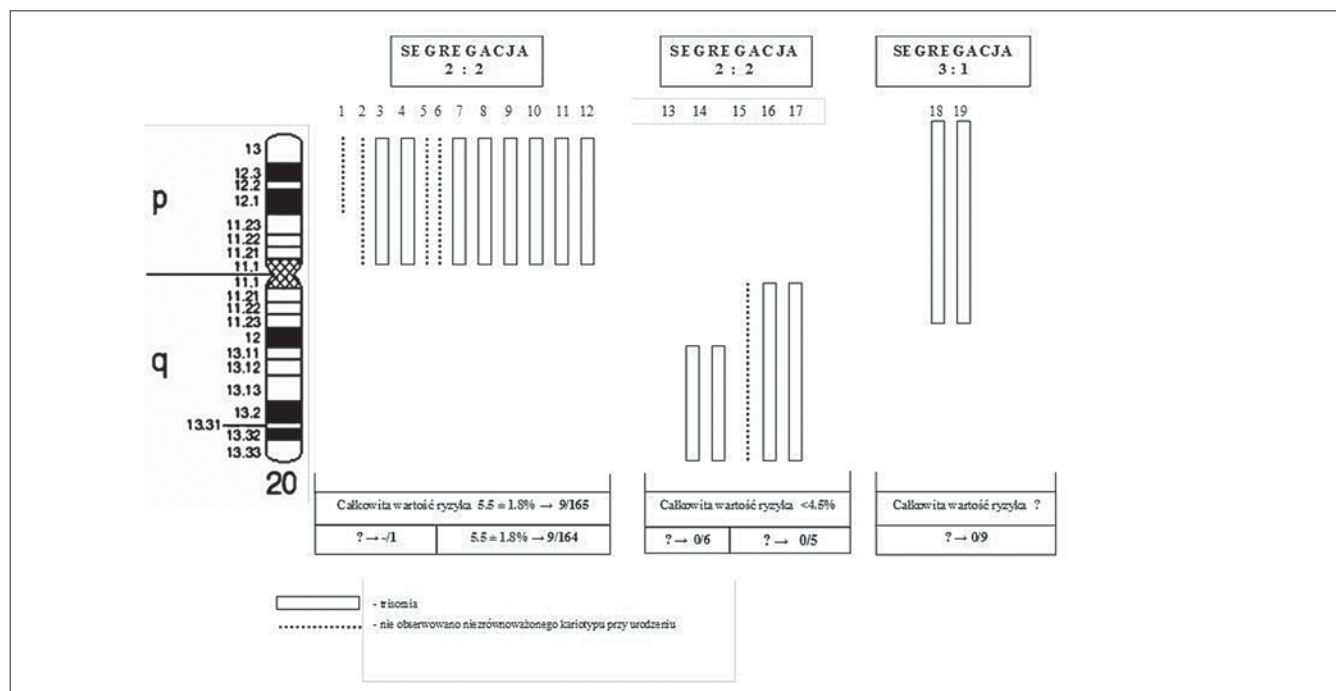 SEGREGACJA
2 : 2
SEGREGACJA
2 : 2
SEGREGACJA
3 : 1
1 2 3 4 5 6 7 8 9 10 11 12
13 14 15 16 17
18 19
p
13
12.3
12.2
12.1
11.23
11.22
11.21
11.1
11.1
11.21
11.22
11.23
12
13.11
13.12
13.13
13.2
13.31
13.32
13.33
q
20
Całkowita wartość ryzyka 5.5 ± 1.8% → 9/165
? → -/1
5.5 ± 1.8% → 9/164
Całkowita wartość ryzyka <4.5%
? → 0/6
? → 0/5
Całkowita wartość ryzyka ?
? → 0/9
- trisomia
- nie obserwowano niezrównoważonego kariotypu przy urodzeniu